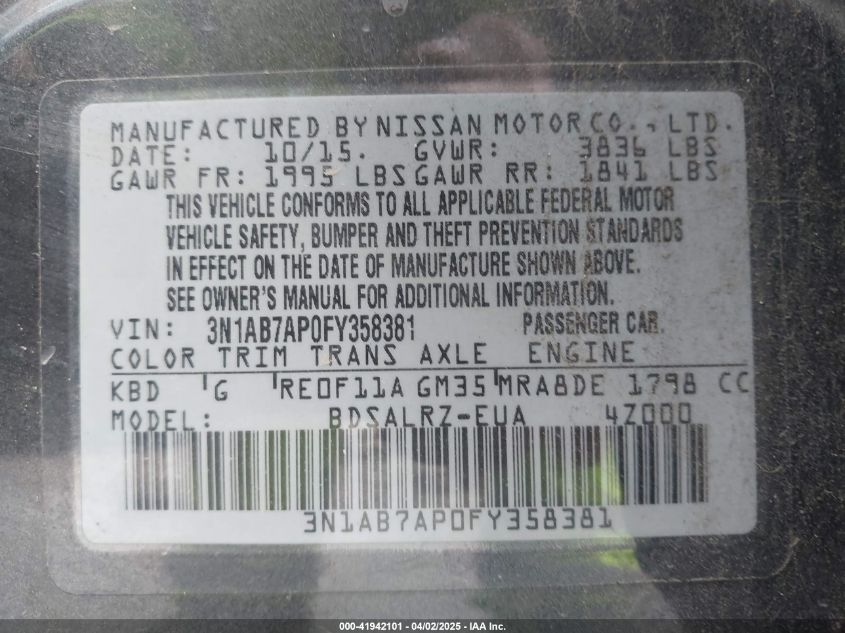 MANUFACTURED BY NISSAN MOTOR CO., LTD.
DATE: 10/15. GVWR: 3836 LBS
GAWR FR: 1995 LBS GAWR RR: 1841 LBS
THIS VEHICLE CONFORMS TO ALL APPLICABLE FEDERAL MOTOR
VEHICLE SAFETY, BUMPER AND THEFT PREVENTION STANDARDS
IN EFFECT ON THE DATE OF MANUFACTURE SHOWN ABOVE.
SEE OWNER'S MANUAL FOR ADDITIONAL INFORMATION.
VIN: 3N1AB7AP0FY358381 PASSENGER CAR.
COLOR TRIM TRANS AXLE ENGINE
KBD G RE0F11A GM35 MRA8DE 1798 CC
MODEL: BDSALRZ-EUA 4Z000
3N1AB7AP0FY358381
000-41942101 - 04/02/2025 - IAA Inc.